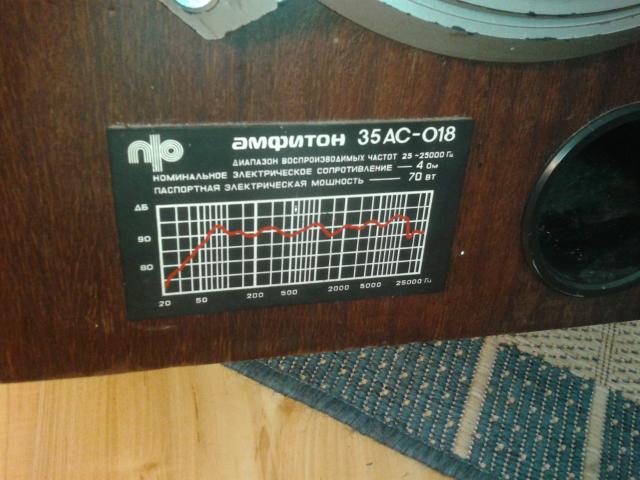 амфитон 35АС-018
ДИАПАЗОН ВОСПРОИЗВОДИМЫХ ЧАСТОТ 25 ~25000 Гц
НОМИНАЛЬНОЕ ЭЛЕКТРИЧЕСКОЕ СОПРОТИВЛЕНИЕ — 4 Ом
ПАСПОРТНАЯ ЭЛЕКТРИЧЕСКАЯ МОЩНОСТЬ — 70 ВТ
дБ
90
80
20 50 200 500 2000 5000 25000 Гц